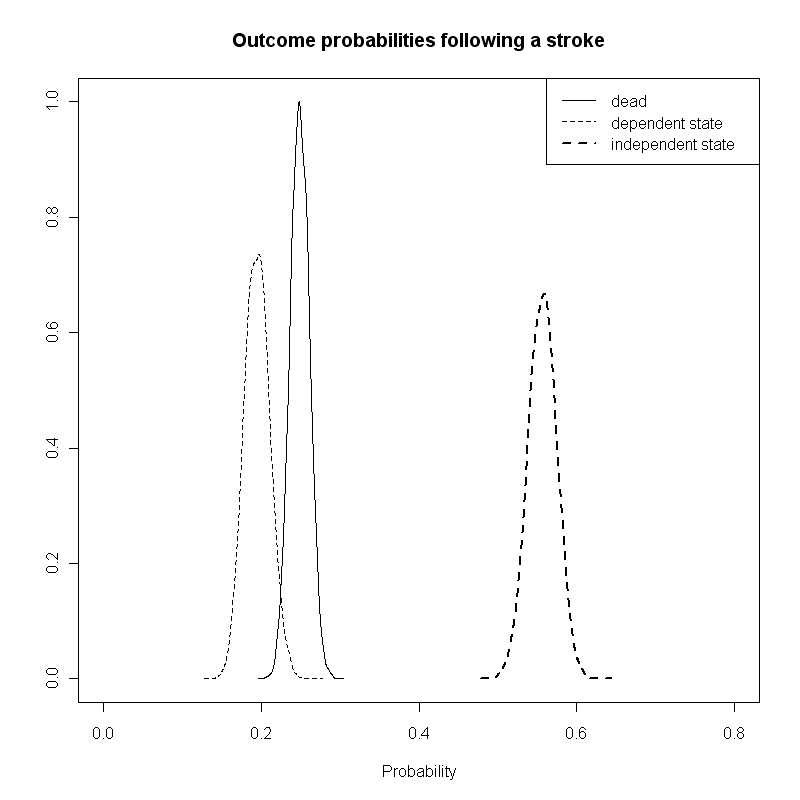 Outcome probabilities following a stroke
dead
dependent state
independent state
1.0
0.8
0.6
0.4
0.2
0.0
0.0 0.2 0.4 0.6 0.8
Probability